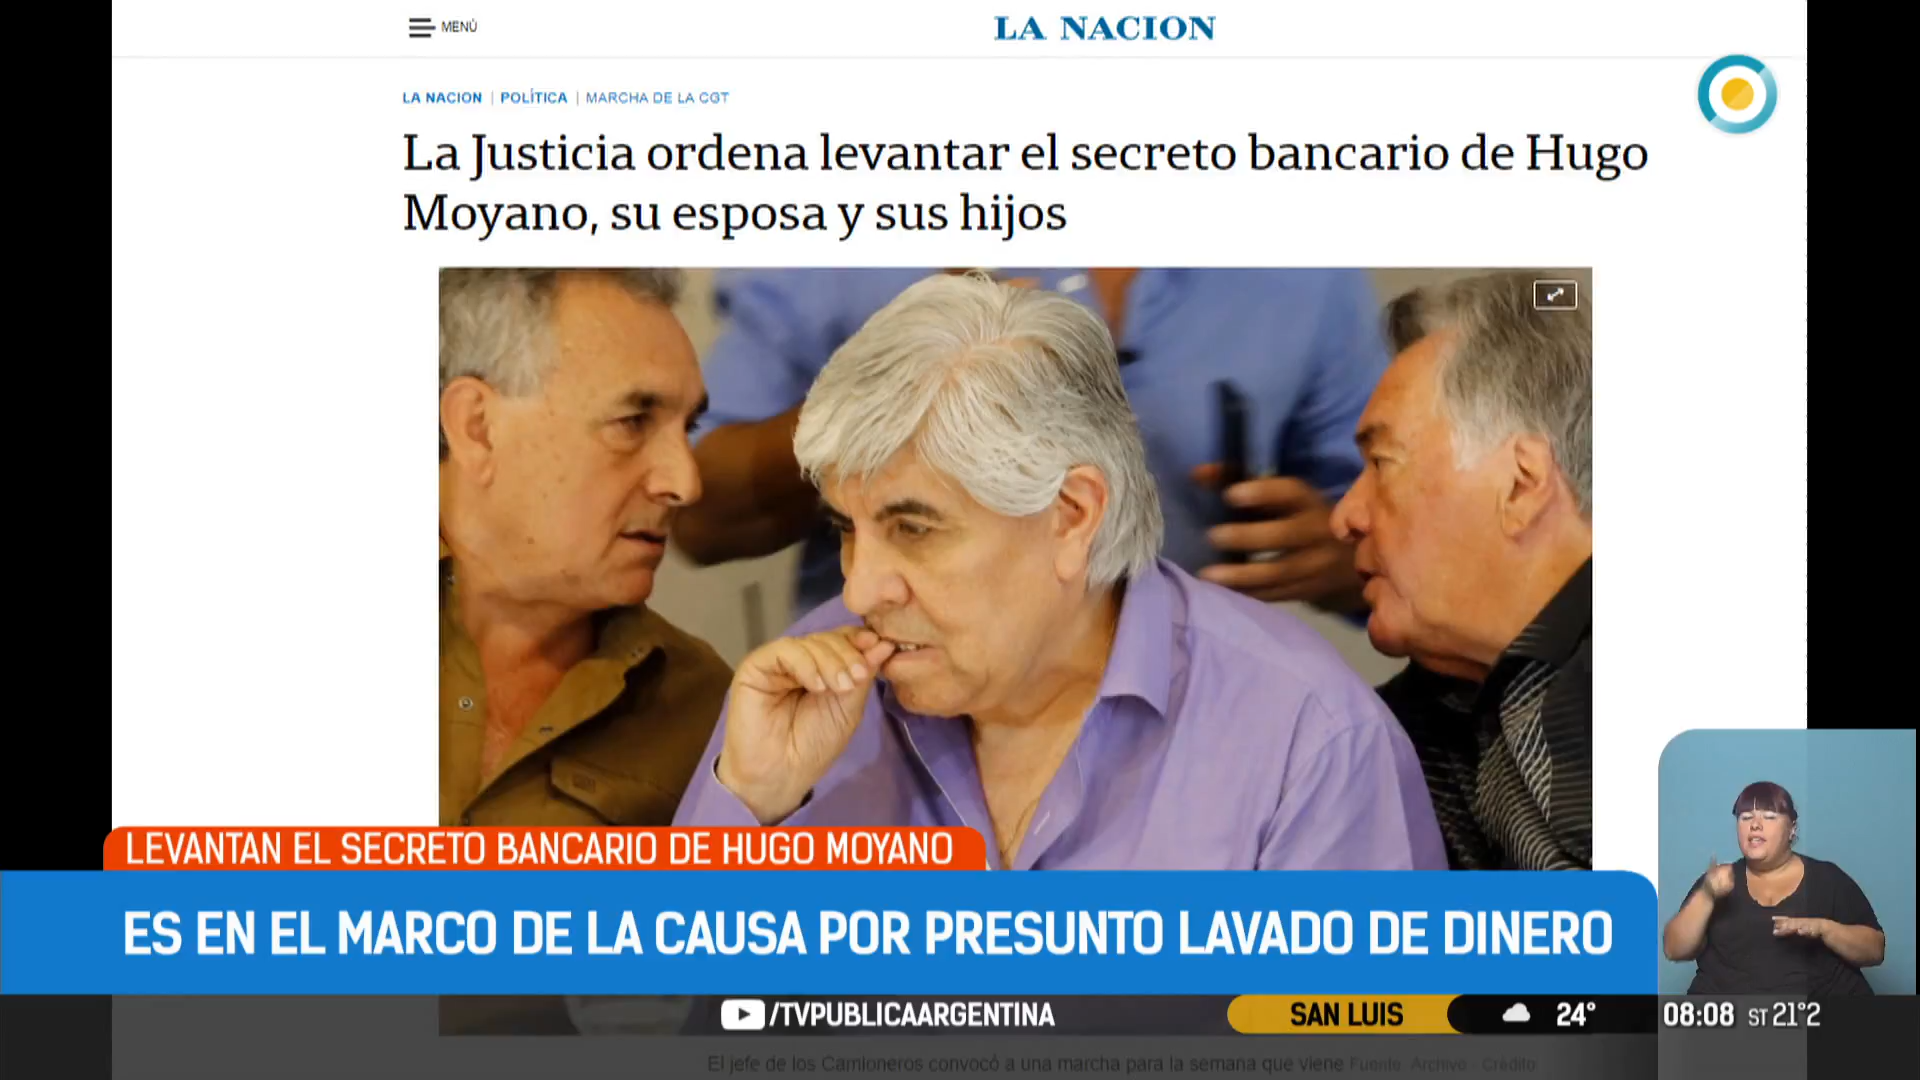 MENÚ
LA NACION
LA NACION | POLÍTICA | MARCHA DE LA CGT
La Justicia ordena levantar el secreto bancario de Hugo
Moyano, su esposa y sus hijos
LEVANTAN EL SECRETO BANCARIO DE HUGO MOYANO
ES EN EL MARCO DE LA CAUSA POR PRESUNTO LAVADO DE DINERO
/TVPUBLICAARGENTINA
SAN LUIS
24°
08:08 ST 21°2
El jefe de los Camioneros convocó a una marcha para la semana que viene Fuente: Archivo - Crédito: